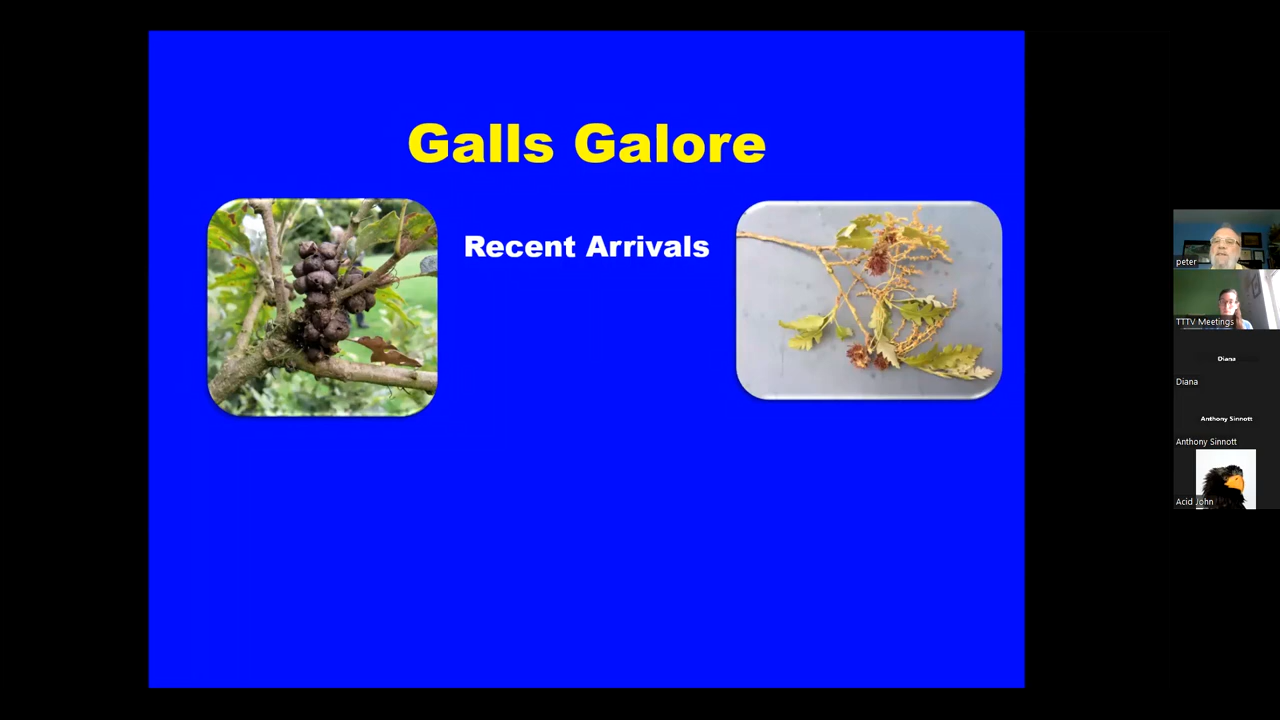 Galls Galore
Recent Arrivals
peter
TTTV Meetings
Diana
Diana
Anthony Sinnott
Anthony Sinnott
Acid John